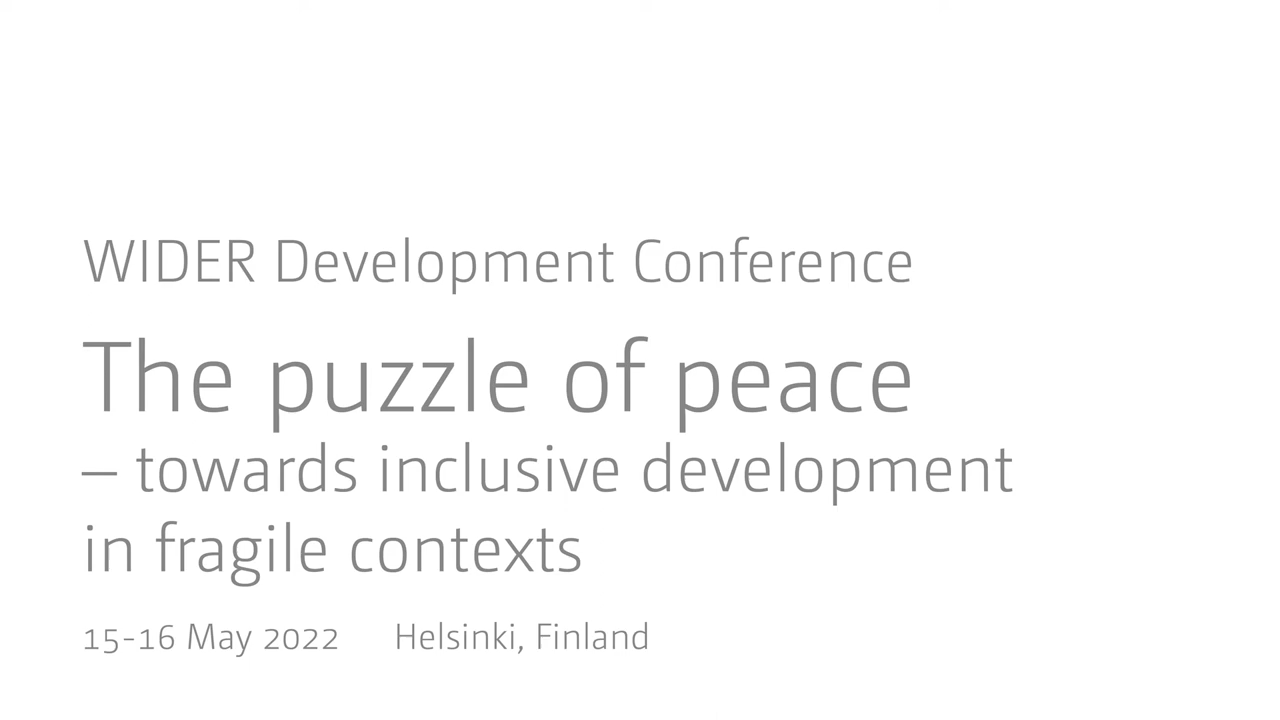 WIDER Development Conference
The puzzle of peace
– towards inclusive development
in fragile contexts
15-16 May 2022 Helsinki, Finland